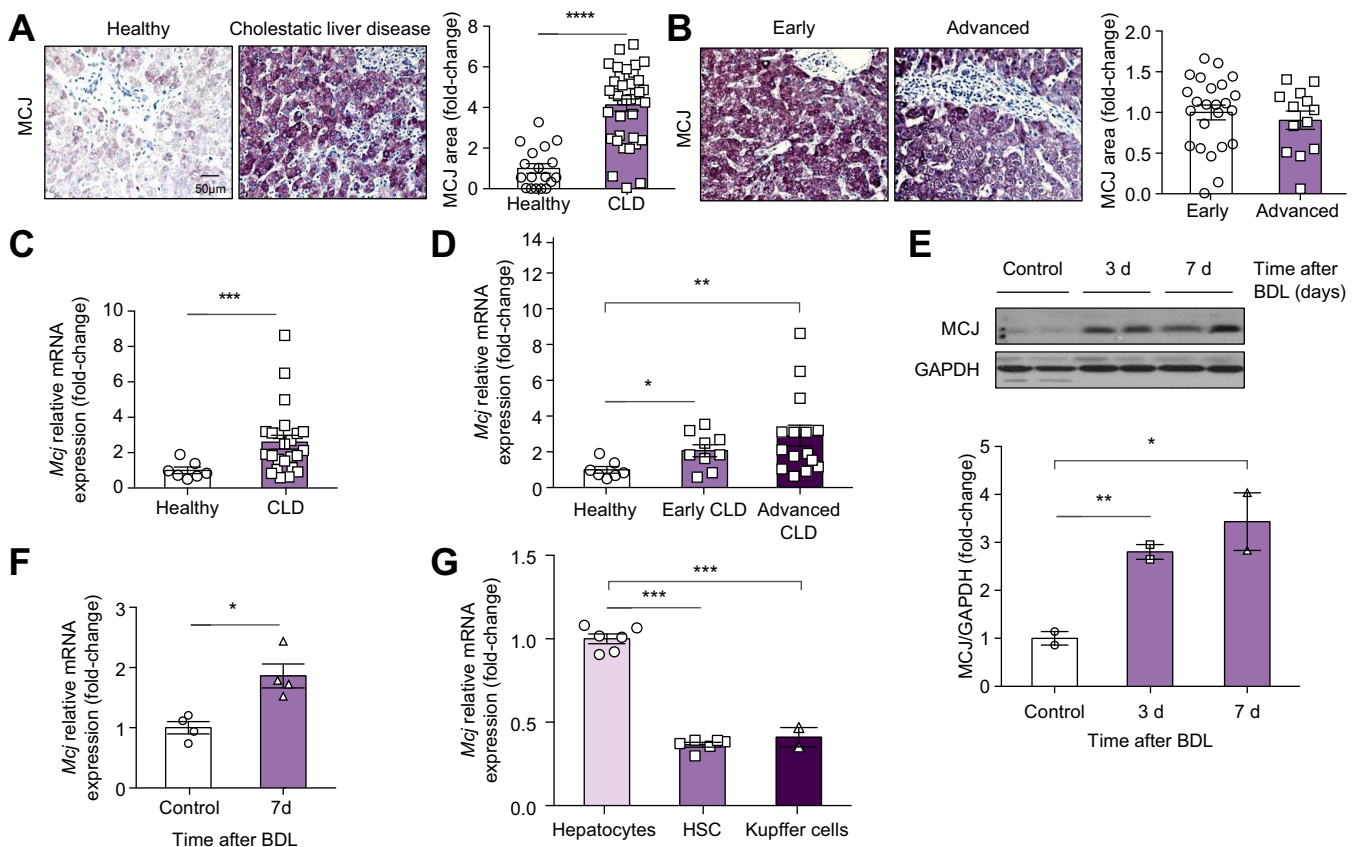 A
Healthy
Cholestatic liver disease
MCJ
50μm
MCJ area (fold-change)
8
6
4
2
0
****
Healthy
CLD
B
Early
Advanced
MCJ
MCJ area (fold-change)
2.0
1.5
1.0
0.5
0.0
Early
Advanced
C
Mcj relative mRNA
expression (fold-change)
10
8
6
4
2
0
***
Healthy
CLD
D
Mcj relative mRNA
expression (fold-change)
14
12
10
8
6
4
2
0
**
*
Healthy
Early CLD
Advanced
CLD
E
Control
3 d
7 d
Time after
BDL (days)
MCJ
GAPDH
MCJ/GAPDH (fold-change)
5
4
3
2
1
0
*
**
Control
3 d
7 d
Time after BDL
F
Mcj relative mRNA
expression (fold-change)
3
2
1
0
*
Control
7d
Time after BDL
G
Mcj relative mRNA
expression (fold-change)
1.5
1.0
0.5
0.0
***
***
Hepatocytes
HSC
Kupffer cells